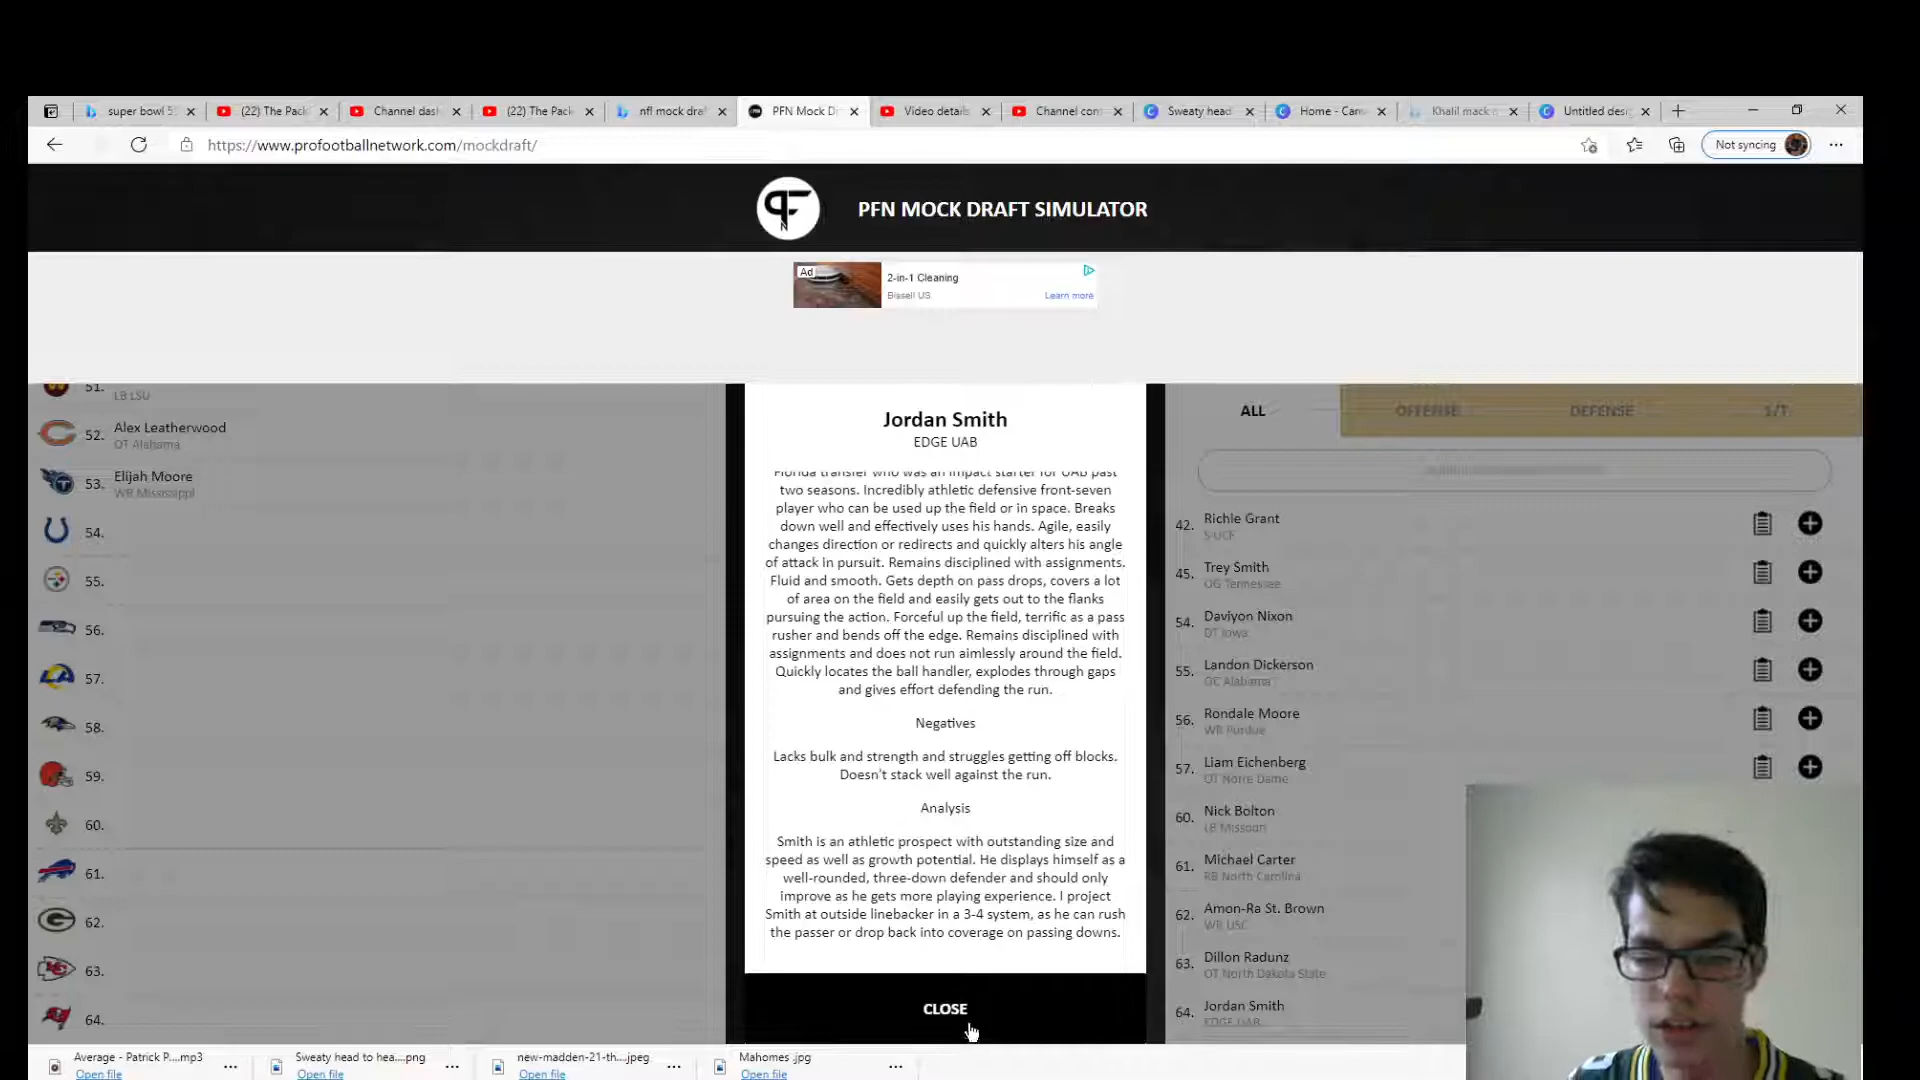 super bowl 5
(22) The Pack
Channel dash
(22) The Pack
nfl mock dra
PFN Mock D
Video details
Channel con
Sweaty head
Home - Can
Khalil mack
Untitled desi
https://www.profootballnetwork.com/mockdraft/
Not syncing
PFN MOCK DRAFT SIMULATOR
Ad
2-in-1 Cleaning
Bissell US
Learn more
51.
LB LSU
52.
Alex Leatherwood
OT Alabama
53.
Elijah Moore
WR Mississippi
54.
55.
56.
57.
58.
59.
60.
61.
62.
63.
64.
Jordan Smith
EDGE UAB
Florida transfer who was an impact starter for UAB past
two seasons. Incredibly athletic defensive front-seven
player who can be used up the field or in space. Breaks
down well and effectively uses his hands. Agile, easily
changes direction or redirects and quickly alters his angle
of attack in pursuit. Remains disciplined with assignments.
Fluid and smooth. Gets depth on pass drops, covers a lot
of area on the field and easily gets out to the flanks
pursuing the action. Forceful up the field, terrific as a pass
rusher and bends off the edge. Remains disciplined with
assignments and does not run aimlessly around the field.
Quickly locates the ball handler, explodes through gaps
and gives effort defending the run.
Negatives
Lacks bulk and strength and struggles getting off blocks.
Doesn't stack well against the run.
Analysis
Smith is an athletic prospect with outstanding size and
speed as well as growth potential. He displays himself as a
well-rounded, three-down defender and should only
improve as he gets more playing experience. I project
Smith at outside linebacker in a 3-4 system, as he can rush
the passer or drop back into coverage on passing downs.
CLOSE
ALL
OFFENSE
DEFENSE
S/T
42.
Richie Grant
S UCF
45.
Trey Smith
OG Tennessee
54.
Daviyon Nixon
DT Iowa
55.
Landon Dickerson
OC Alabama
56.
Rondale Moore
WR Purdue
57.
Liam Eichenberg
OT Notre Dame
60.
Nick Bolton
LB Missouri
61.
Michael Carter
RB North Carolina
62.
Amon-Ra St. Brown
WR USC
63.
Dillon Radunz
OT North Dakota State
64.
Jordan Smith
EDGE UAB
Average - Patrick P....mp3
Open file
Sweaty head to hea....png
Open file
new-madden-21-th....jpeg
Open file
Mahomes .jpg
Open file